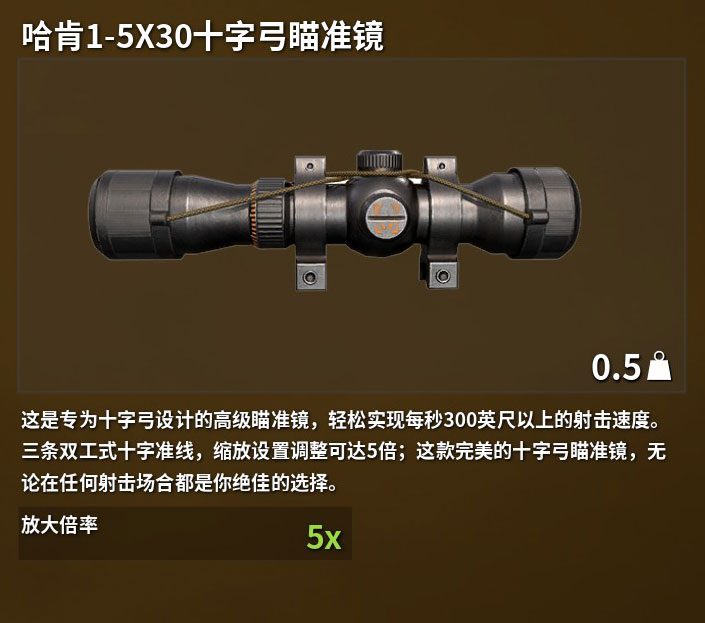 哈肯1-5X30十字弓瞄准镜
0.5
这是专为十字弓设计的高级瞄准镜，轻松实现每秒300英尺以上的射击速度。
三条双工式十字准线，缩放设置调整可达5倍；这款完美的十字弓瞄准镜，无
论在任何射击场合都是你绝佳的选择。
放大倍率
5x